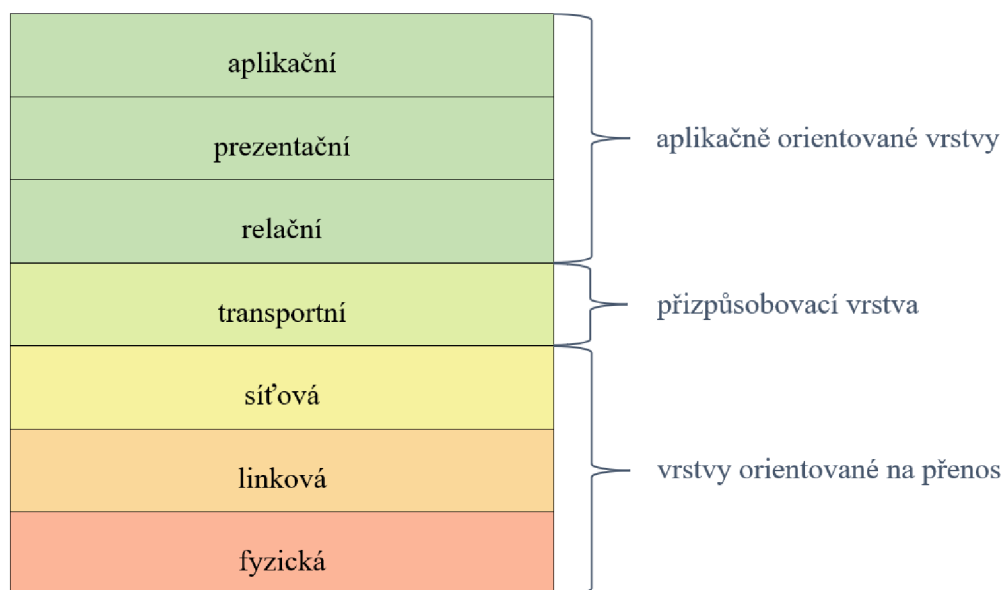 aplikační
prezentační
relační
transportní
síťová
linková
fyzická
aplikačně orientované vrstvy
přizpůsobovací vrstva
vrstvy orientované na přenos